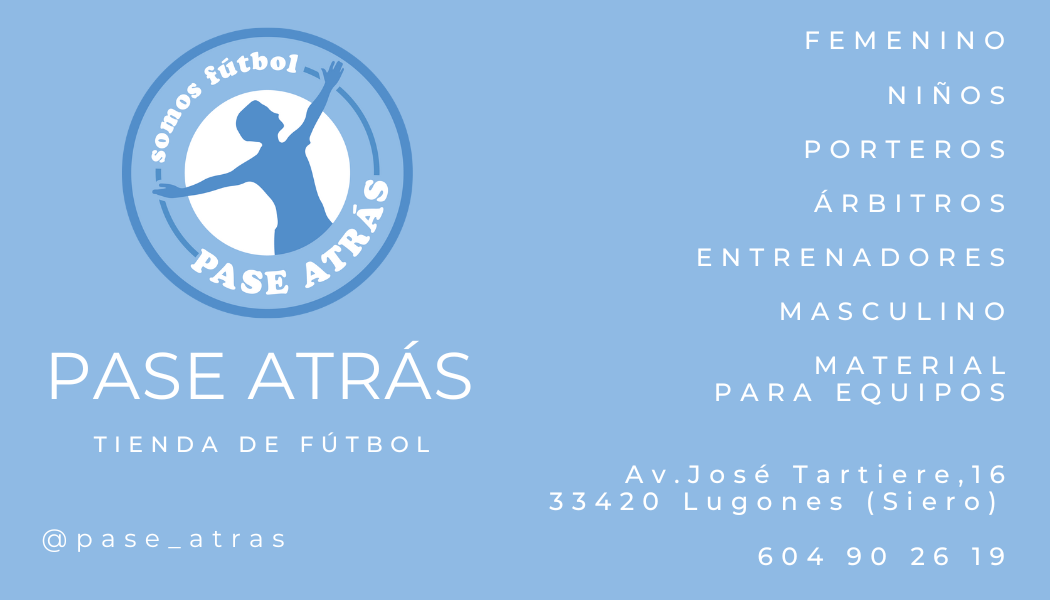 somos fútbol
PASE ATRÁS
PASE ATRÁS
TIENDA DE FÚTBOL
@pase_atras
FEMENINO
NIÑOS
PORTEROS
ÁRBITROS
ENTRENADORES
MASCULINO
MATERIAL
PARA EQUIPOS
Av.José Tartiere,16
33420 Lugones (Siero)
604 90 26 19